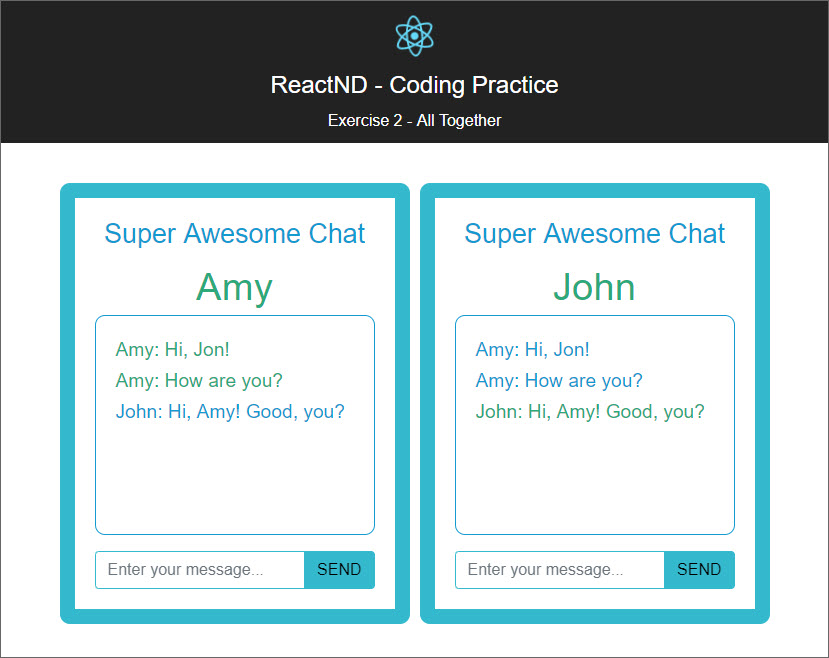 ReactND - Coding Practice
Exercise 2 - All Together
Super Awesome Chat
Amy
Amy: Hi, Jon!
Amy: How are you?
John: Hi, Amy! Good, you?
Enter your message...
SEND
Super Awesome Chat
John
Amy: Hi, Jon!
Amy: How are you?
John: Hi, Amy! Good, you?
Enter your message...
SEND